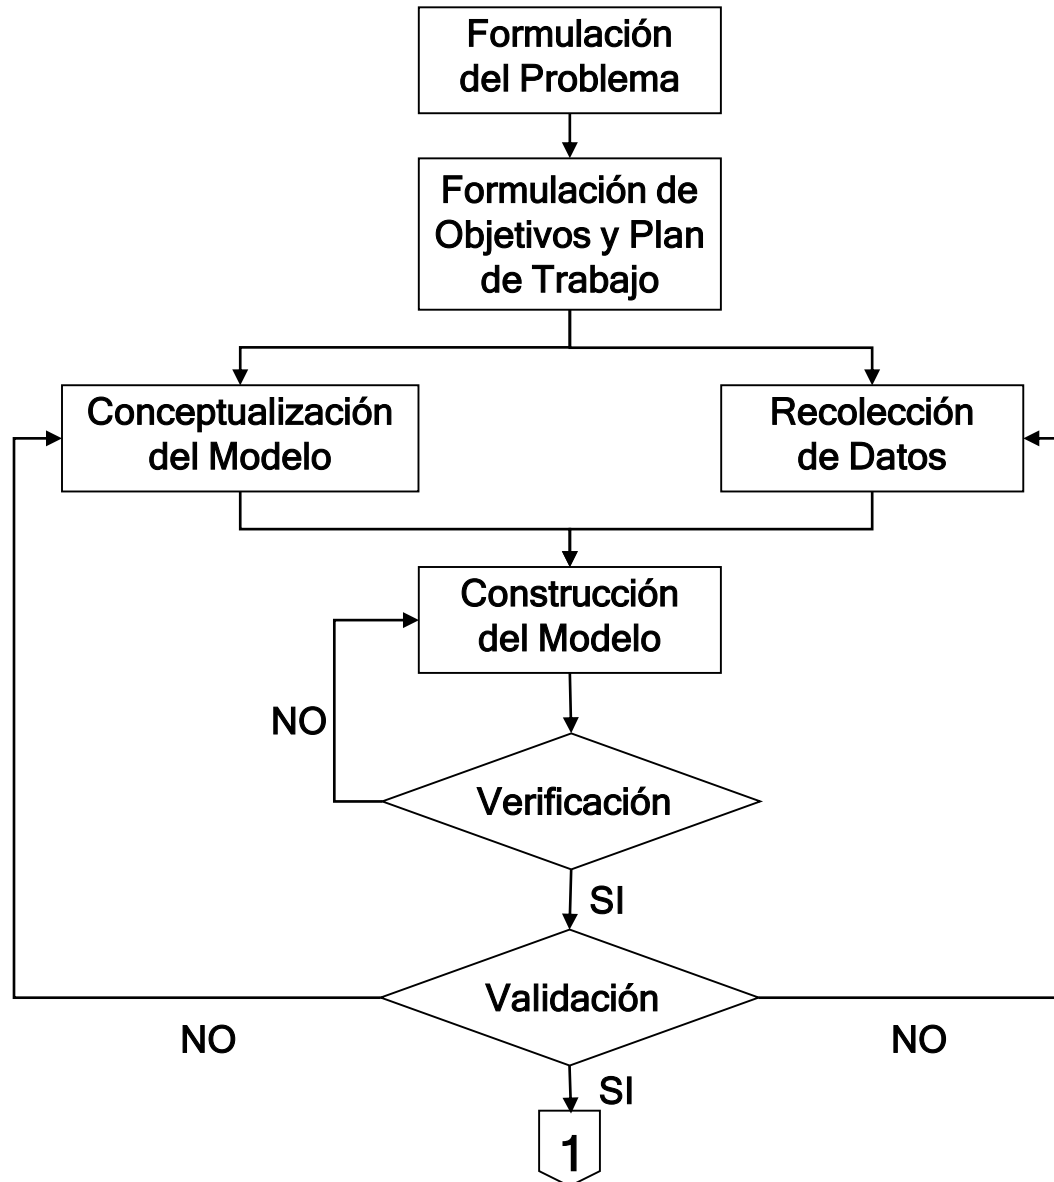 Formulación
del Problema
Formulación de
Objetivos y Plan
de Trabajo
Conceptualización
del Modelo
Recolección
de Datos
Construcción
del Modelo
NO
Verificación
SI
Validación
NO
NO
SI
1